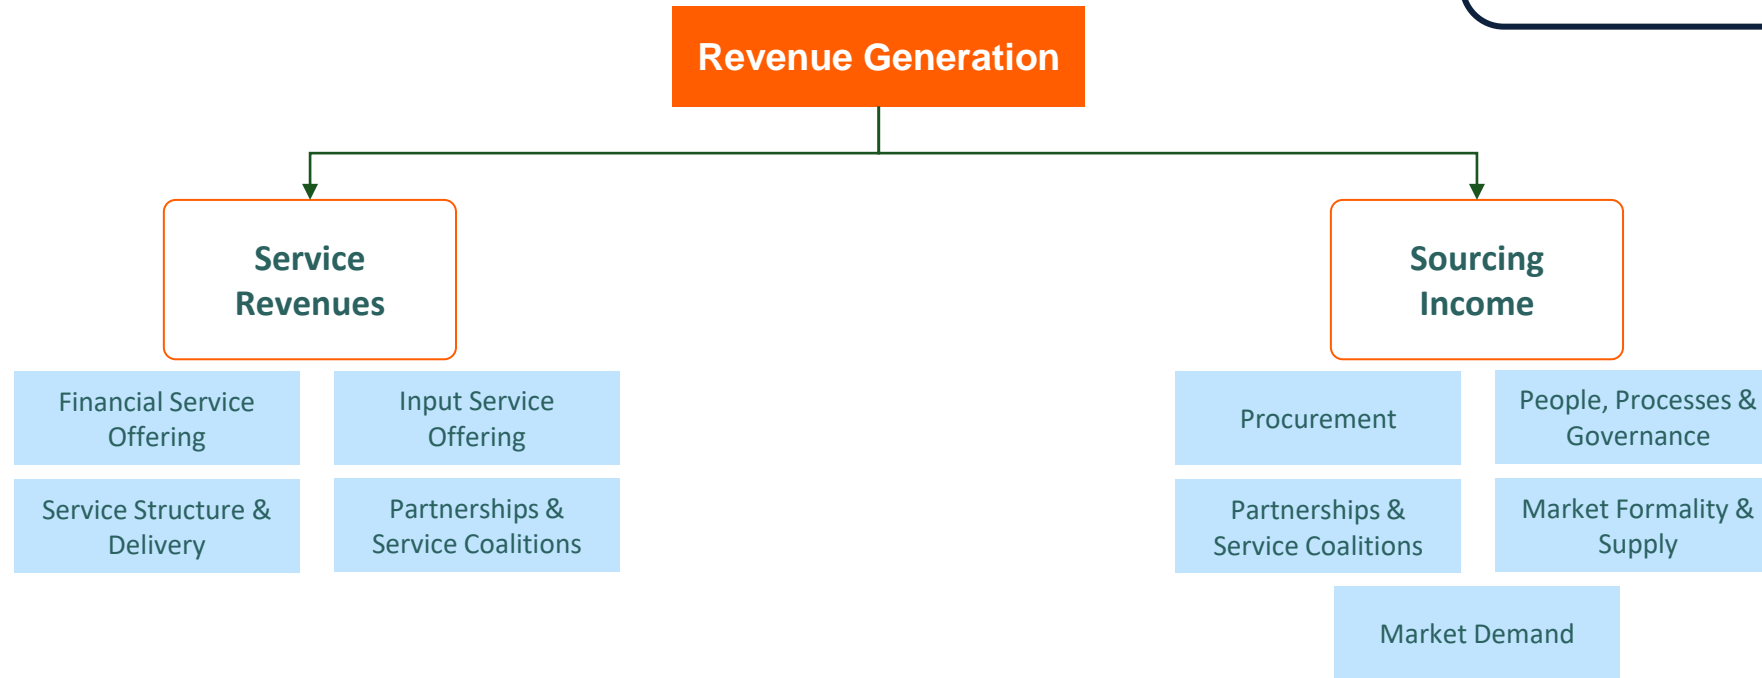 Revenue Generation
Service
Revenues
Sourcing
Income
Financial Service
Offering
Input Service
Offering
Service Structure &
Delivery
Partnerships &
Service Coalitions
Procurement
People, Processes &
Governance
Partnerships &
Service Coalitions
Market Formality &
Supply
Market Demand